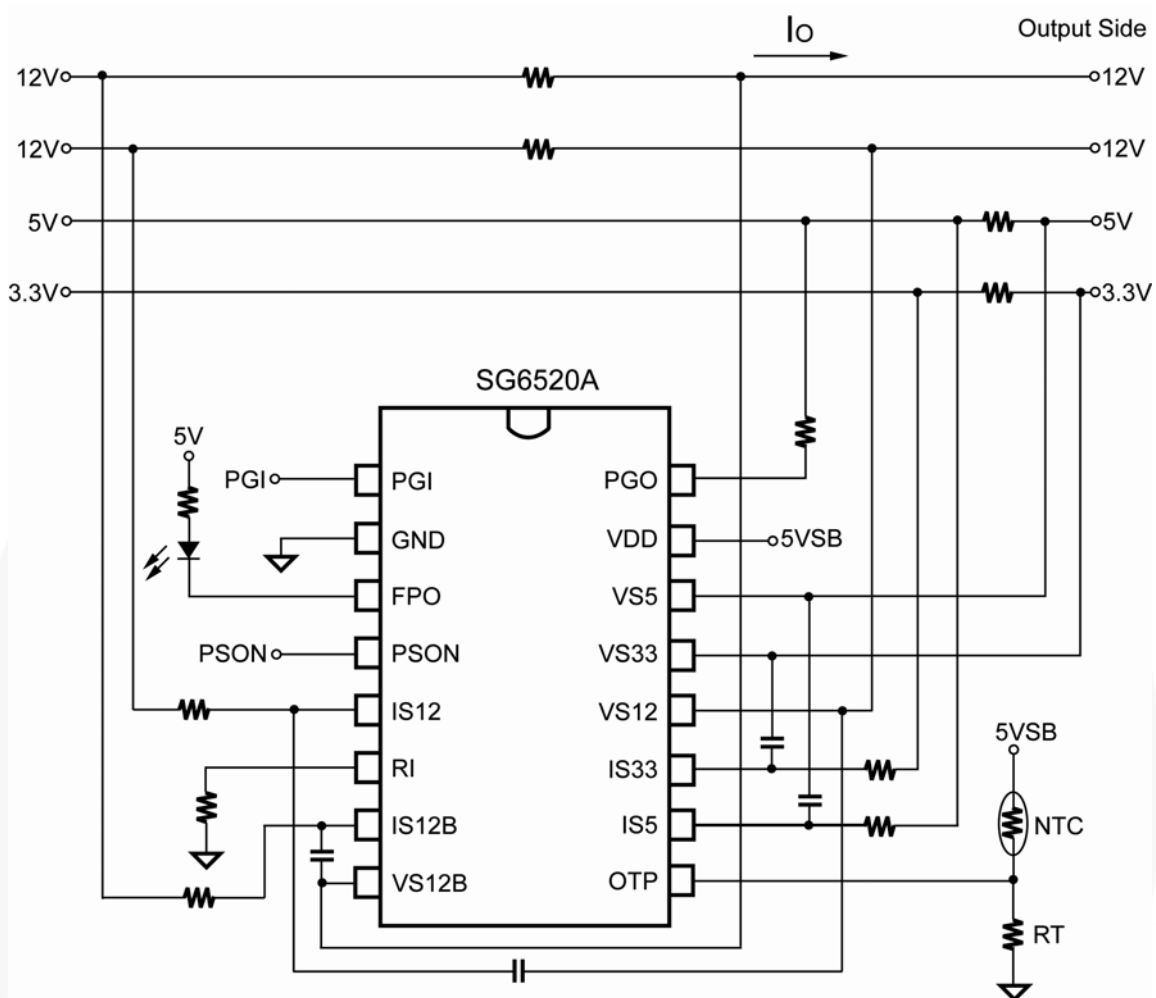 IO
Output Side
12V
12V
12V
12V
5V
5V
3.3V
3.3V
SG6520A
5V
PGI
PGI
PGO
GND
VDD
5VSB
FPO
VS5
PSON
PSON
VS33
IS12
VS12
5VSB
RI
IS33
IS12B
IS5
NTC
VS12B
OTP
RT